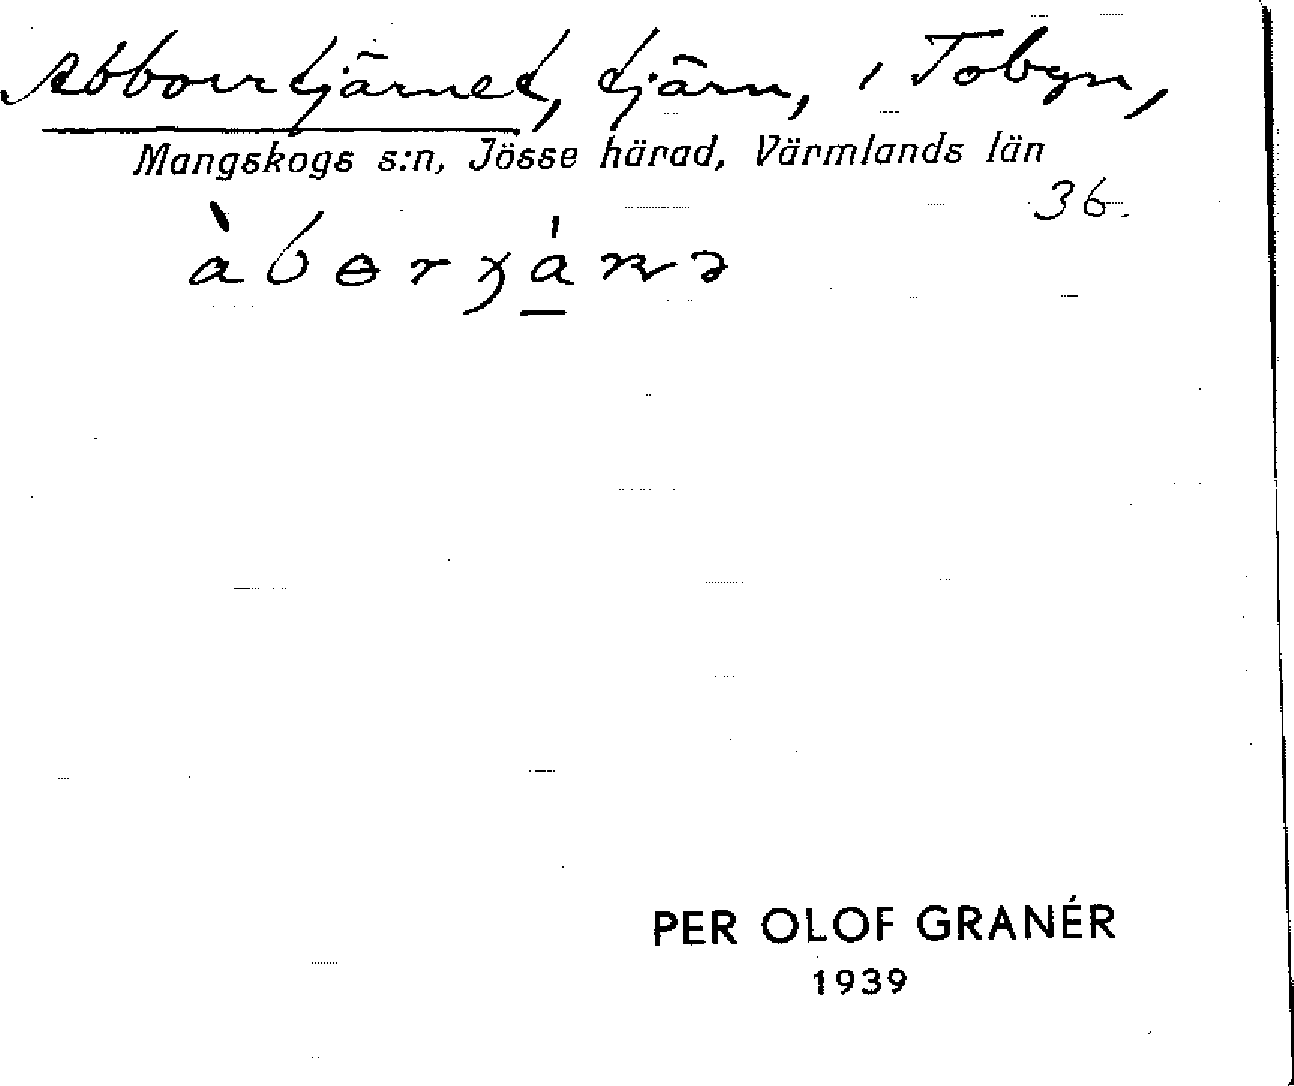 Abborrtjärnet, tjärn, i Tobyn,
Mangskogs s:n, Jösse härad, Värmlands län
36.
PER OLOF GRANÉR
1939